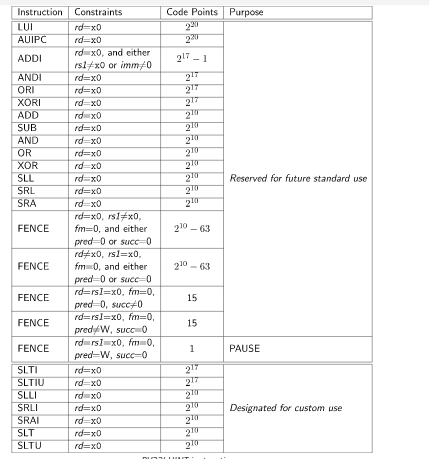 Instruction Constraints Code Points Purpose
LUI rd=x0 2^20
AUIPC rd=x0 2^20
ADDI rd=x0, and either rs1≠x0 or imm≠0 2^17 − 1
ANDI rd=x0 2^17
ORI rd=x0 2^17
XORI rd=x0 2^17
ADD rd=x0 2^10
SUB rd=x0 2^10
AND rd=x0 2^10
OR rd=x0 2^10
XOR rd=x0 2^10
SLL rd=x0 2^10
SRL rd=x0 2^10
SRA rd=x0 2^10
Reserved for future standard use
FENCE rd=x0, rs1≠x0, fm=0, and either pred=0 or succ=0 2^10 − 63
FENCE rd≠x0, rs1=x0, fm=0, and either pred=0 or succ=0 2^10 − 63
FENCE rd=rs1=x0, fm=0, pred=0, succ≠0 15
FENCE rd=rs1=x0, fm=0, pred≠W, succ=0 15
FENCE rd=rs1=x0, fm=0, pred=W, succ=0 1 PAUSE
SLTI rd=x0 2^17
SLTIU rd=x0 2^17
SLLI rd=x0 2^10
SRLI rd=x0 2^10
SRAI rd=x0 2^10
SLT rd=x0 2^10
SLTU rd=x0 2^10
Designated for custom use